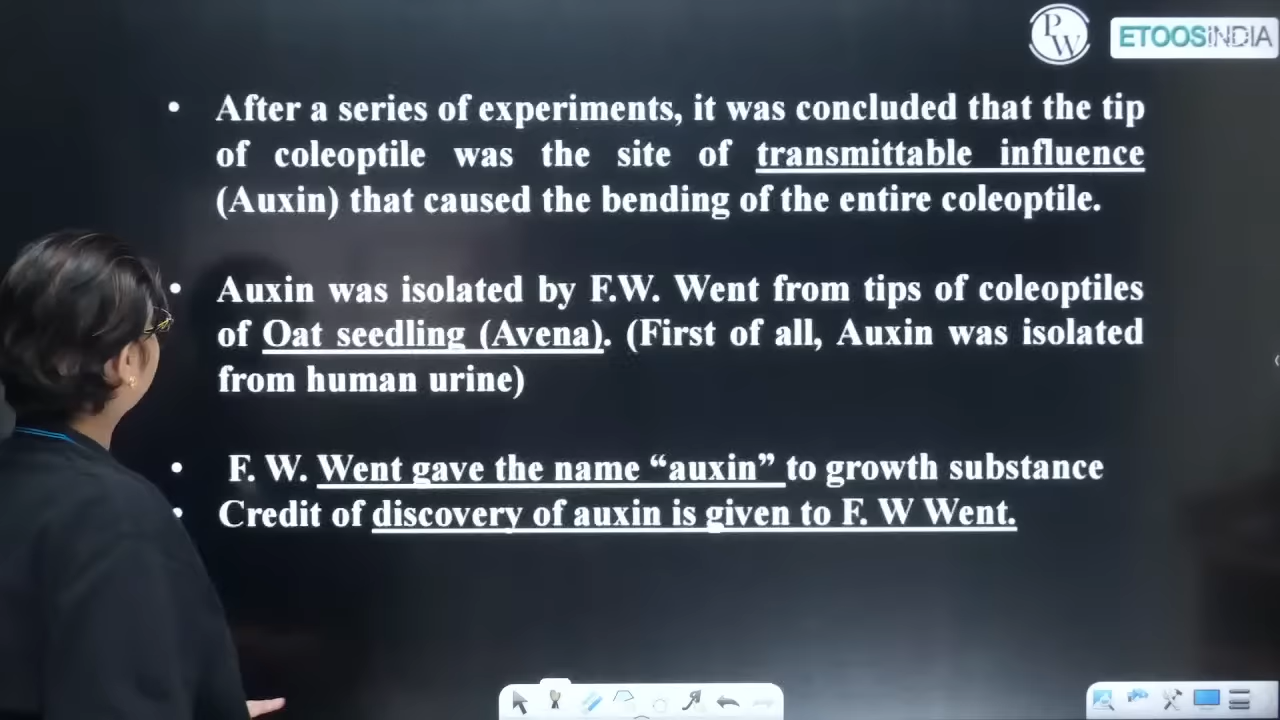 PW
ETOOSINDIA
• After a series of experiments, it was concluded that the tip
of coleoptile was the site of transmittable influence
(Auxin) that caused the bending of the entire coleoptile.
• Auxin was isolated by F.W. Went from tips of coleoptiles
of Oat seedling (Avena). (First of all, Auxin was isolated
from human urine)
• F. W. Went gave the name “auxin” to growth substance
• Credit of discovery of auxin is given to F. W Went.